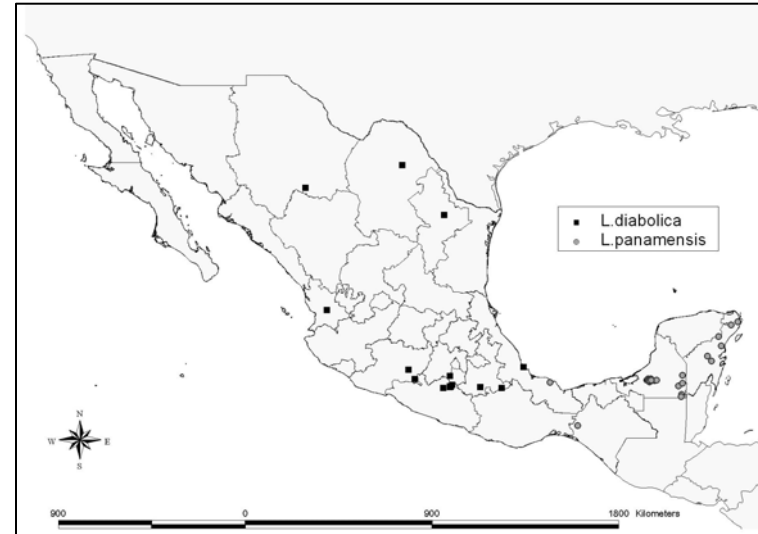 L.diabolica
L.panamensis
N
W E
S
900 0 900 1800 Kilometers